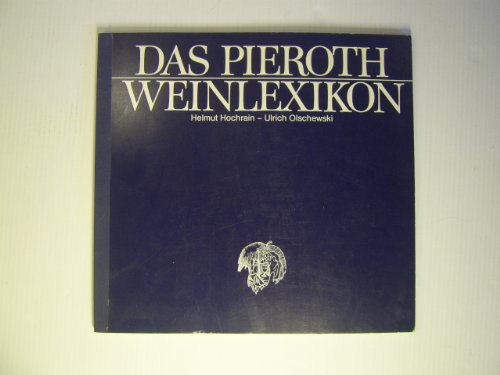 DAS PIEROTH
WEINLEXIKON
Helmut Hochrain – Ulrich Olschewski